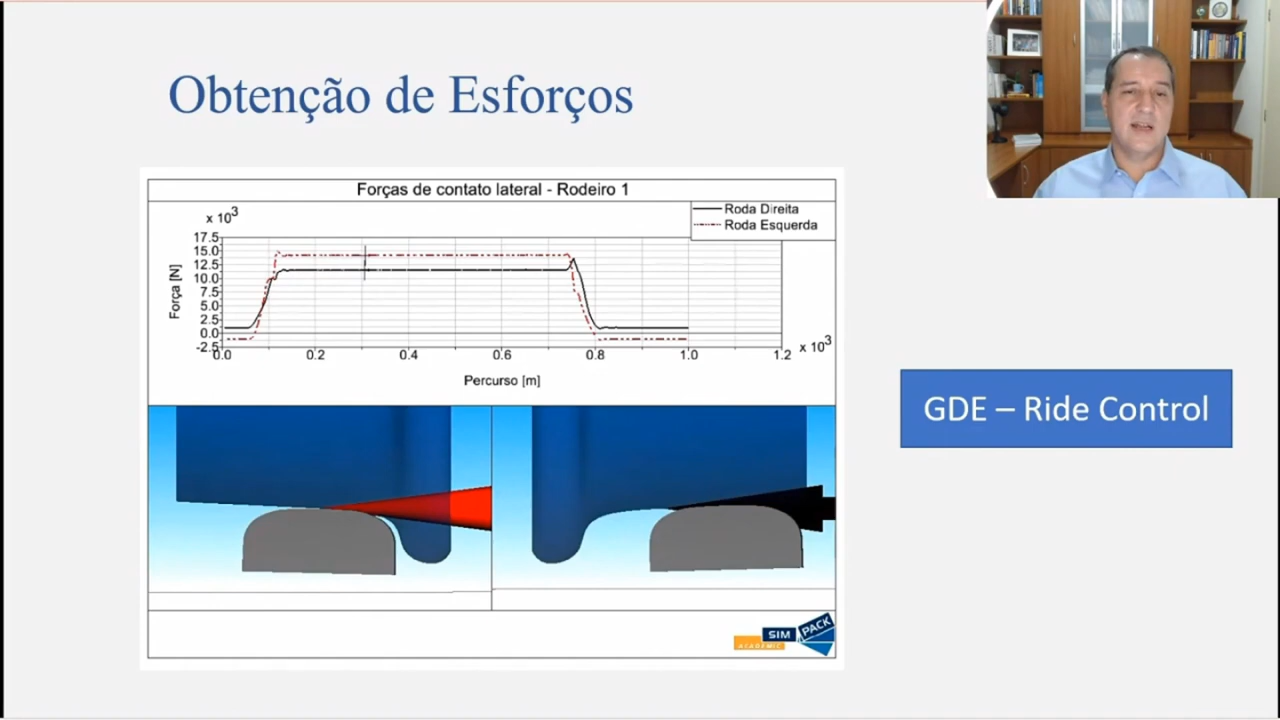 Obtenção de Esforços
Forças de contato lateral - Rodeiro 1
Roda Direita
Roda Esquerda
x 10³
17.5
15.0
12.5
10.0
7.5
5.0
2.5
0.0
-2.5
Força [N]
0.0 0.2 0.4 0.6 0.8 1.0 1.2 x 10³
Percurso [m]
GDE – Ride Control
SIM PACK
ACADEMIC